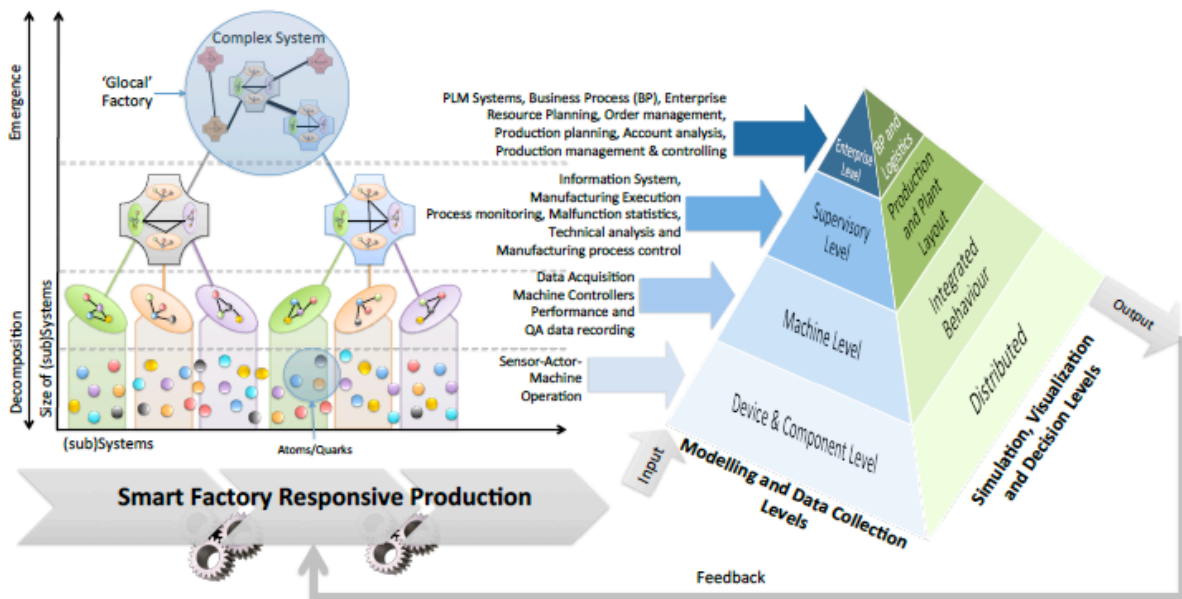 Complex System
'Glocal'
Factory
Emergence
Decomposition
Size of (sub)Systems
(sub)Systems
Atoms/Quarks
PLM Systems, Business Process (BP), Enterprise
Resource Planning, Order management,
Production planning, Account analysis,
Production management & controlling
Information System,
Manufacturing Execution
Process monitoring, Malfunction statistics,
Technical analysis and
Manufacturing process control
Data Acquisition
Machine Controllers
Performance and
QA data recording
Sensor-Actor-
Machine
Operation
Enterprise
Level
BP and
Logistics
Supervisory
Level
Production
and Plant
Layout
Machine Level
Integrated
Behaviour
Device & Component Level
Distributed
Input
Modelling and Data Collection
Levels
Simulation, Visualization
and Decision Levels
Output
Smart Factory Responsive Production
Feedback